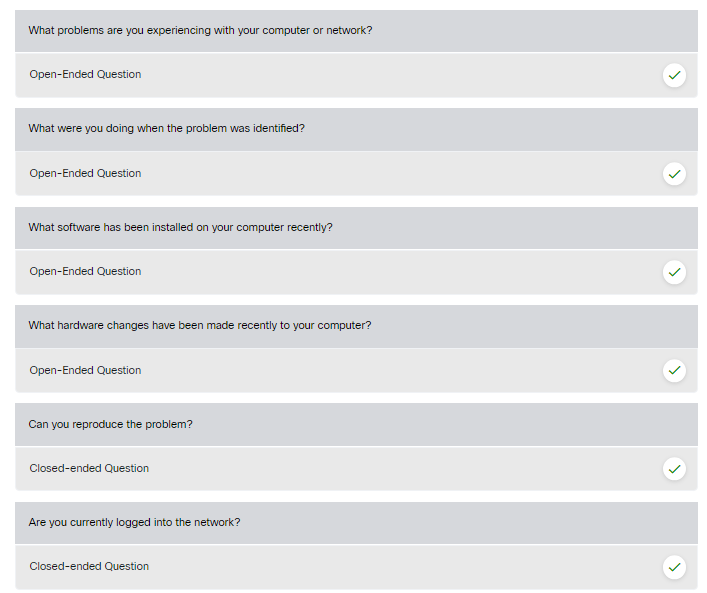 What problems are you experiencing with your computer or network?
Open-Ended Question
What were you doing when the problem was identified?
Open-Ended Question
What software has been installed on your computer recently?
Open-Ended Question
What hardware changes have been made recently to your computer?
Open-Ended Question
Can you reproduce the problem?
Closed-ended Question
Are you currently logged into the network?
Closed-ended Question